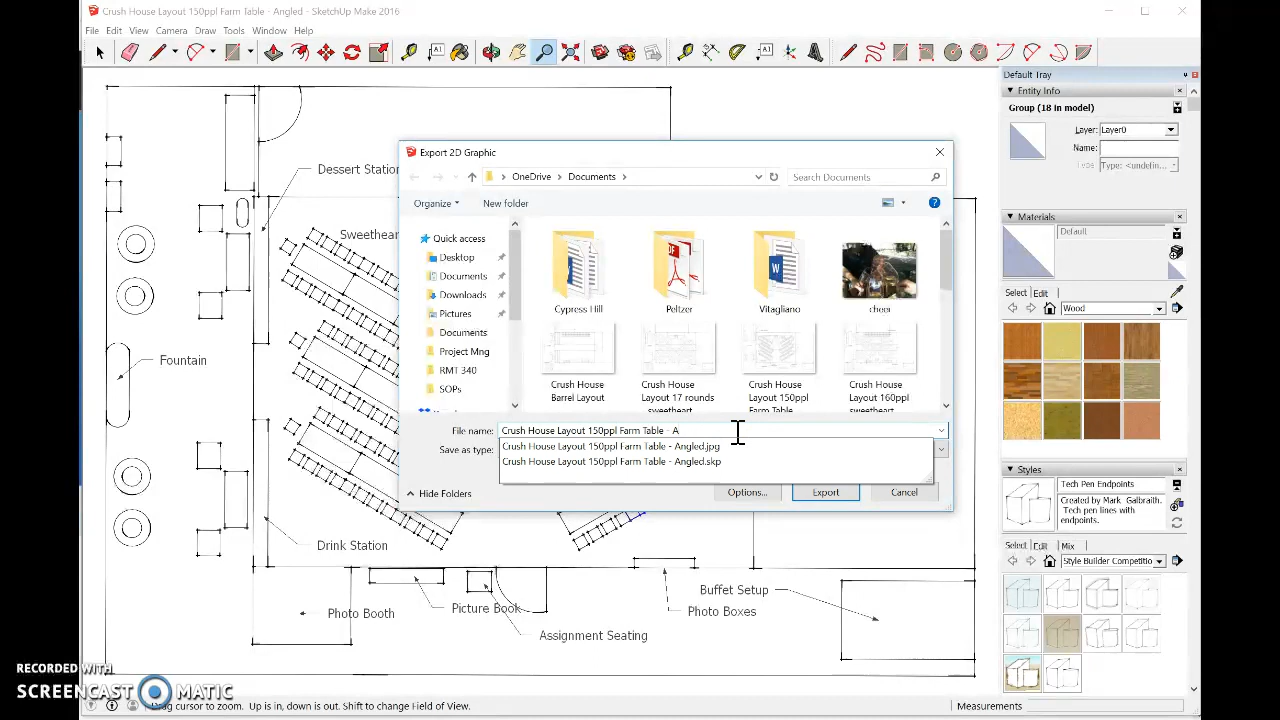 Crush House Layout 150ppl Farm Table - Angled - SketchUp Make 2016
File Edit View Camera Draw Tools Window Help
Default Tray
Entity Info
Group (18 in model)
Layer: Layer0
Name:
Type: Type: <undefin...
Materials
Default
Select Edit
Wood
Styles
Tech Pen Endpoints
Created by Mark Galbraith.
Tech pen lines with
endpoints.
Select Edit Mix
Style Builder Competitio
Dessert Station
Sweethear
Fountain
Drink Station
Photo Booth
Picture Book
Assignment Seating
Photo Boxes
Buffet Setup
Export 2D Graphic
OneDrive > Documents >
Search Documents
Organize
New folder
Quick access
Desktop
Documents
Downloads
Pictures
Documents
Project Mng
RMT 340
SOPs
Cypress Hill
Peltzer
Vitagliano
cheer
Crush House
Barrel Layout
Crush House
Layout 17 rounds
sweetheart
Crush House
Layout 150ppl
Farm Table
Crush House
Layout 160ppl
sweetheart
File name: Crush House Layout 150ppl Farm Table - A
Crush House Layout 150ppl Farm Table - Angled.jpg
Save as type:
Crush House Layout 150ppl Farm Table - Angled.skp
Hide Folders
Options...
Export
Cancel
RECORDED WITH
SCREENCAST MATIC
Drag cursor to zoom. Up is in, down is out. Shift to change Field of View.
Measurements